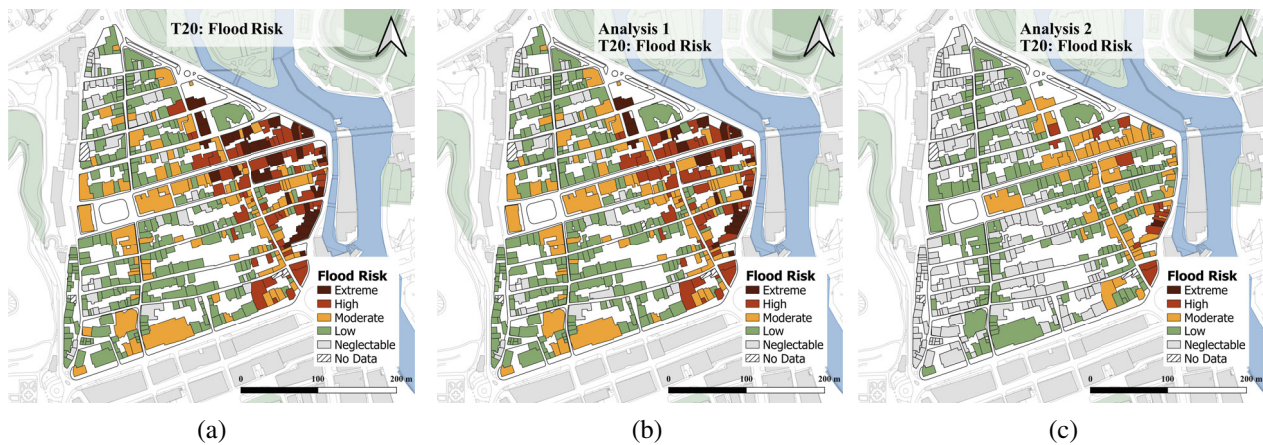 T20: Flood Risk
Flood Risk
Extreme
High
Moderate
Low
Neglectable
No Data
0 100 200 m
(a)
Analysis 1
T20: Flood Risk
Flood Risk
Extreme
High
Moderate
Low
Neglectable
No Data
0 100 200 m
(b)
Analysis 2
T20: Flood Risk
Flood Risk
Extreme
High
Moderate
Low
Neglectable
No Data
0 100 200 m
(c)